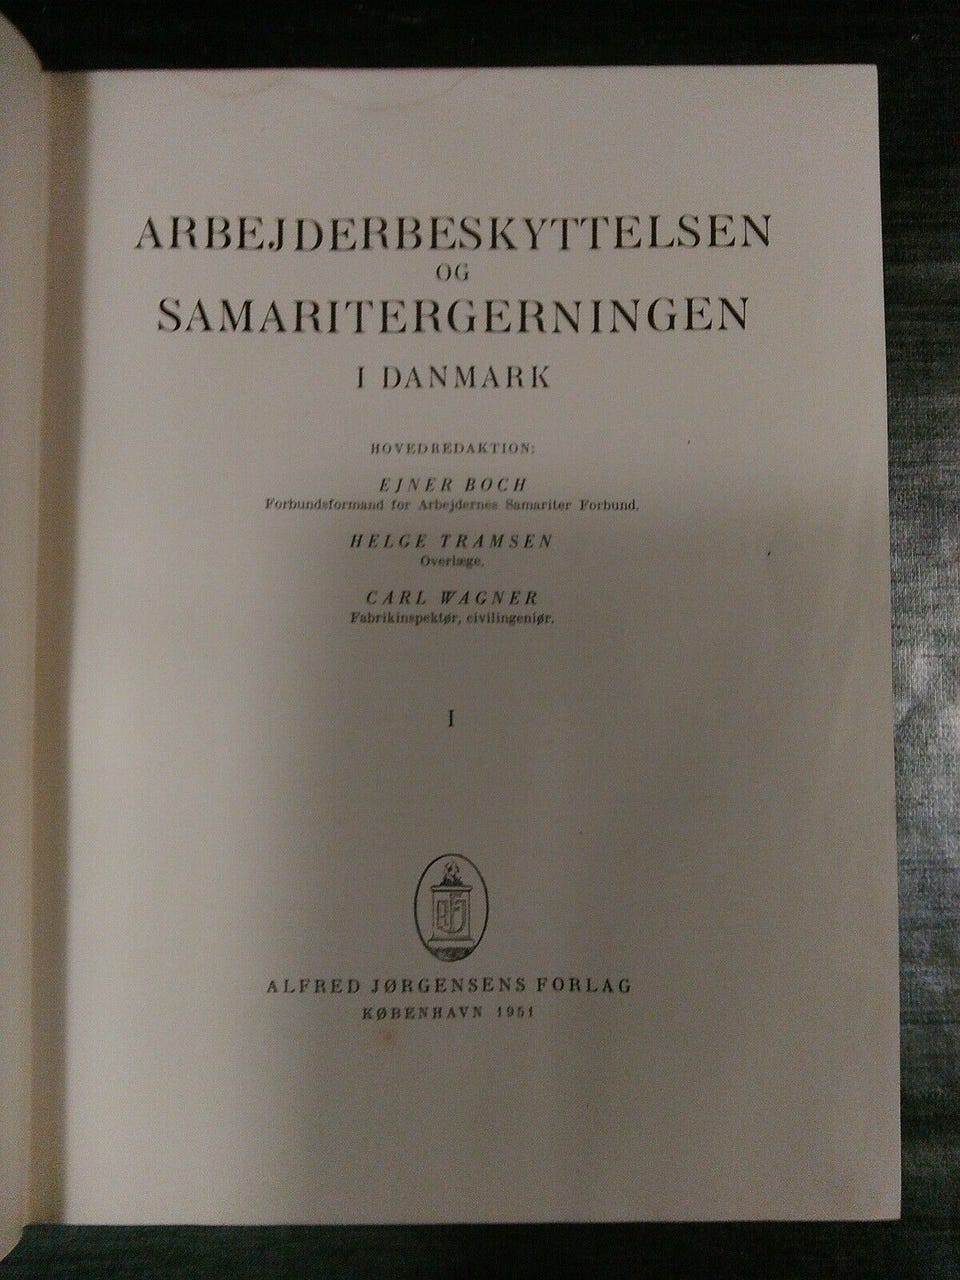 ARBEJDERBESKYTTELSEN
OG
SAMARITERGERNINGEN
I DANMARK
HOVEDREDAKTION:
EJNER BOCH
Forbundsformand for Arbejdernes Samariter Forbund.
HELGE TRAMSEN
Overlæge.
CARL WAGNER
Fabrikinspektør, civilingeniør.
I
AFJ
ALFRED JØRGENSENS FORLAG
KØBENHAVN 1951